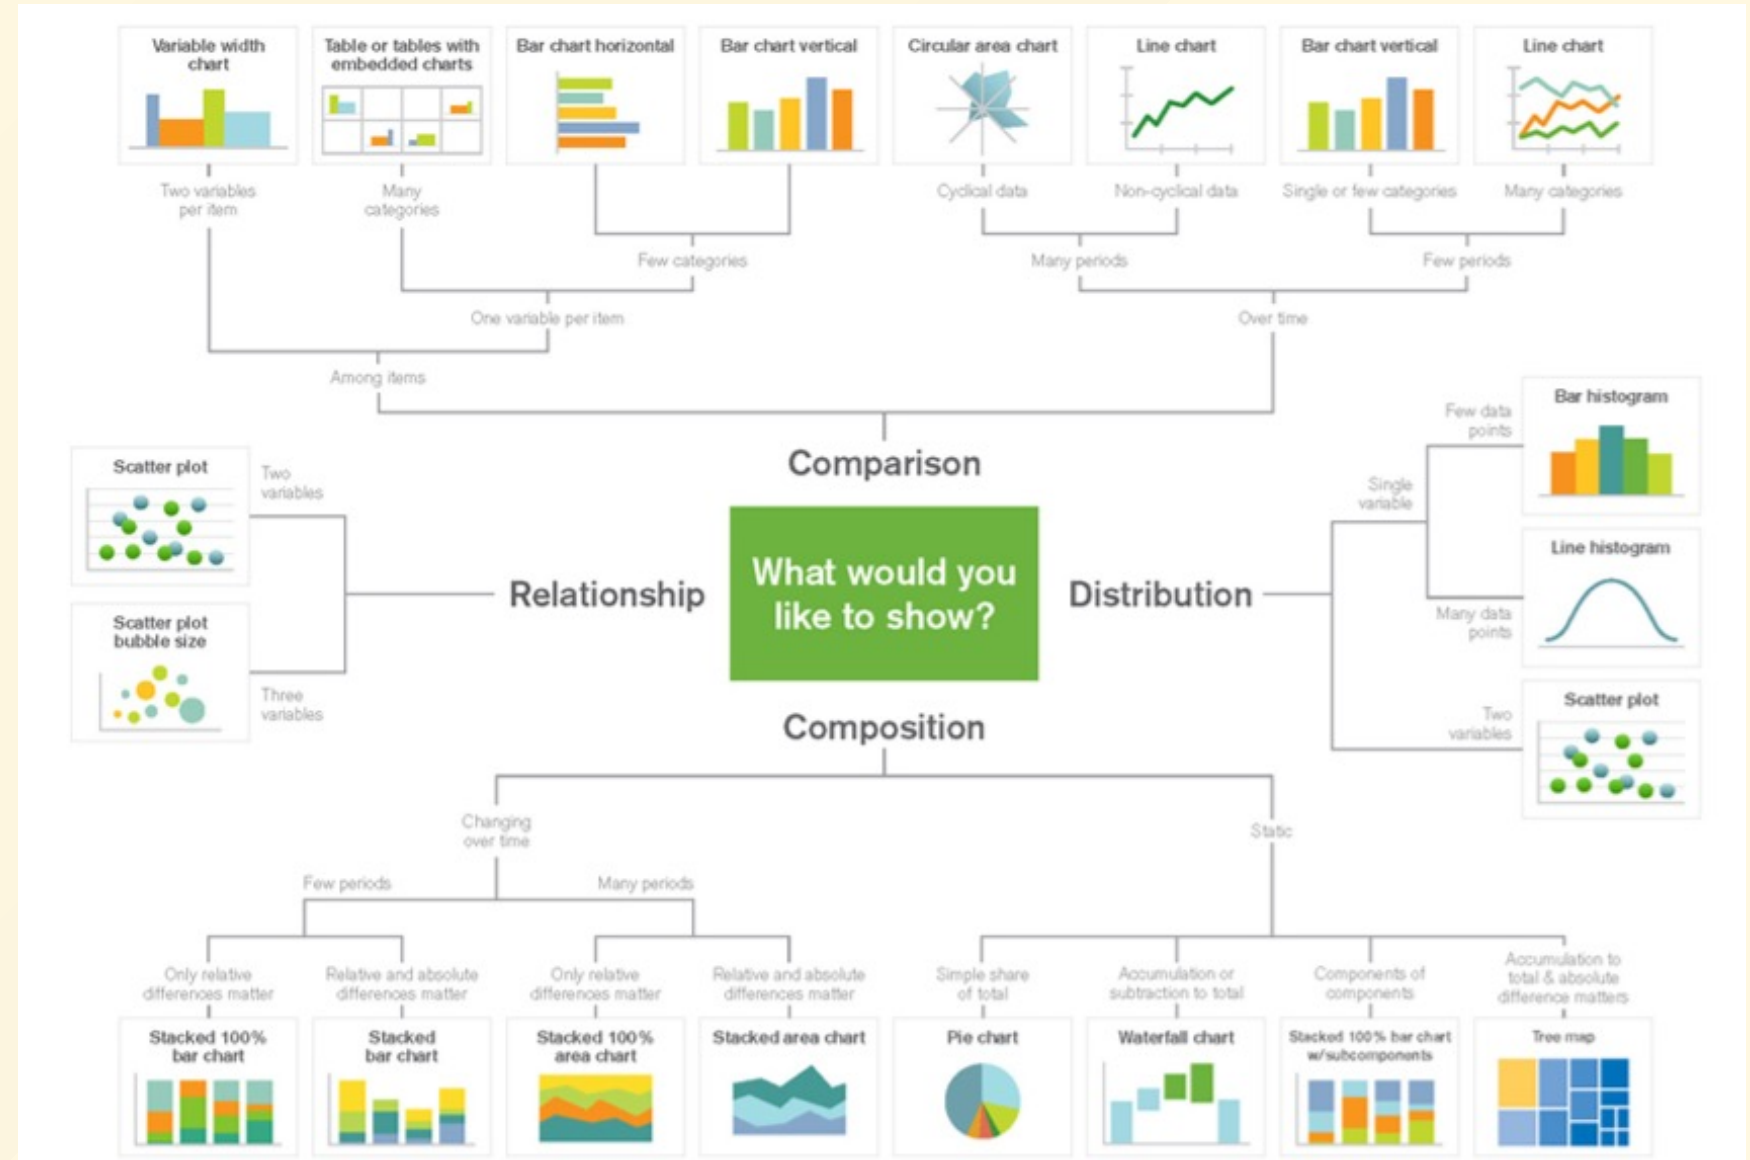 Variable width
chart
Table or tables with
embedded charts
Bar chart horizontal
Bar chart vertical
Circular area chart
Line chart
Bar chart vertical
Line chart
Two variables
per item
Many
categories
Cyclical data
Non-cyclical data
Single or few categories
Many categories
Few categories
Many periods
Few periods
One variable per item
Over time
Among items
Comparison
Scatter plot
Two
variables
Scatter plot
bubble size
Three
variables
Relationship
What would you
like to show?
Distribution
Single
variable
Few data
points
Bar histogram
Many data
points
Line histogram
Two
variables
Scatter plot
Composition
Changing
over time
Static
Few periods
Many periods
Only relative
differences matter
Relative and absolute
differences matter
Only relative
differences matter
Relative and absolute
differences matter
Simple share
of total
Accumulation or
subtraction to total
Components of
components
Accumulation to
total & absolute
difference matters
Stacked 100%
bar chart
Stacked
bar chart
Stacked 100%
area chart
Stacked area chart
Pie chart
Waterfall chart
Stacked 100% bar chart
w/subcomponents
Tree map